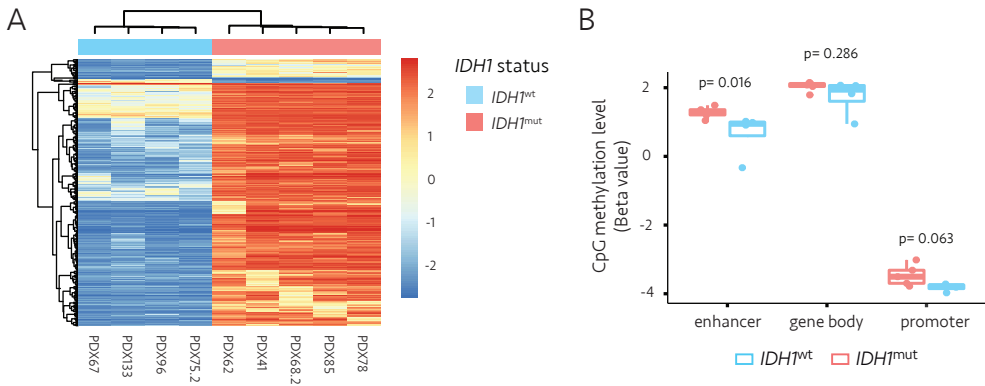 A
IDH1 status
IDH1wt
IDH1mut
2
1
0
-1
-2
PDX67
PDX133
PDX96
PDX75.2
PDX62
PDX41
PDX68.2
PDX85
PDX78
B
CpG methylation level
(Beta value)
2
0
-2
-4
p= 0.016
p= 0.286
p= 0.063
enhancer
gene body
promoter
IDH1wt
IDH1mut